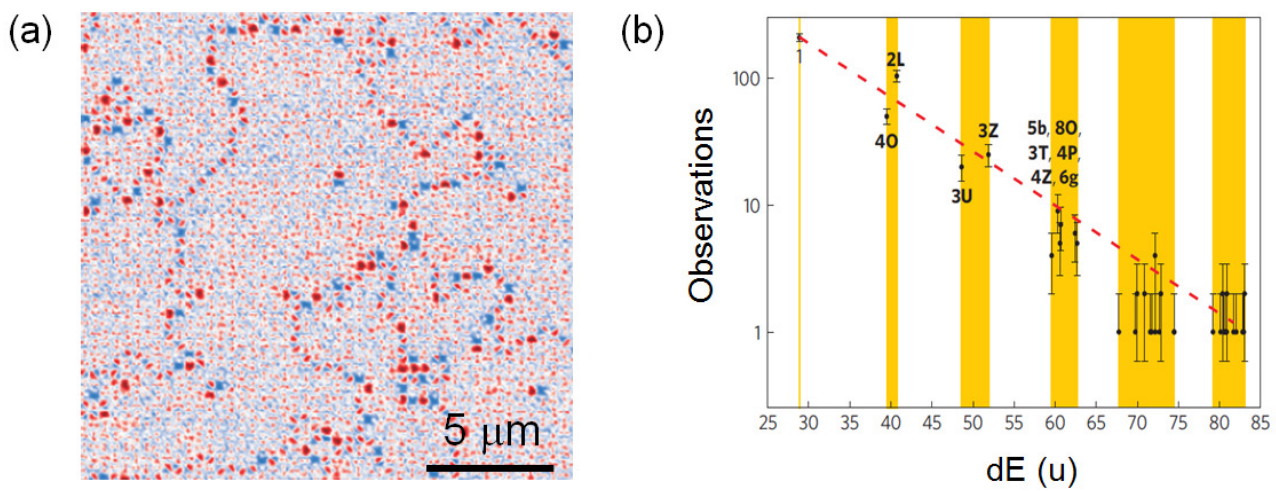 (a)
5 μm
(b)
Observations
100
10
1
1
4O
2L
3U
3Z
5b, 8O,
3T, 4P,
4Z, 6g
25 35 40 45 50 55 60 65 70 75 80 85
dE (u)